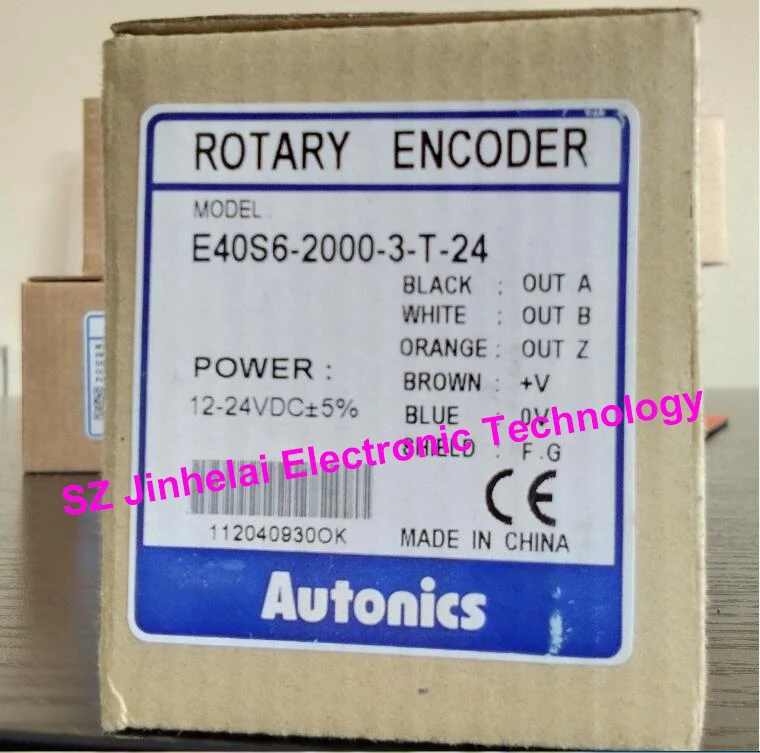 ROTARY ENCODER
MODEL:
E40S6-2000-3-T-24
BLACK : OUT A
WHITE : OUT B
ORANGE : OUT Z
POWER :
BROWN : +V
12-24VDC±5%
BLUE : 0V
SHIELD : F.G
SZ Jinhelai Electronic Technology
CE
112040930OK
MADE IN CHINA
Autonics